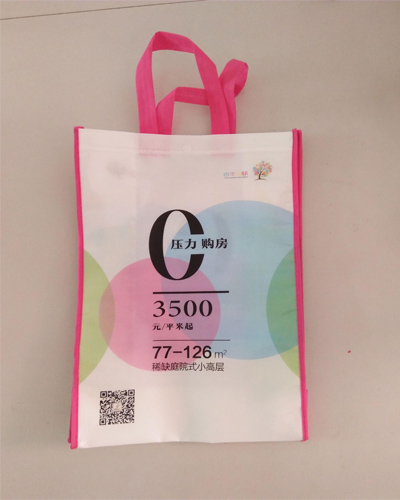 0压力 购房
3500
元/平米起
77-126m²
稀缺庭院式小高层